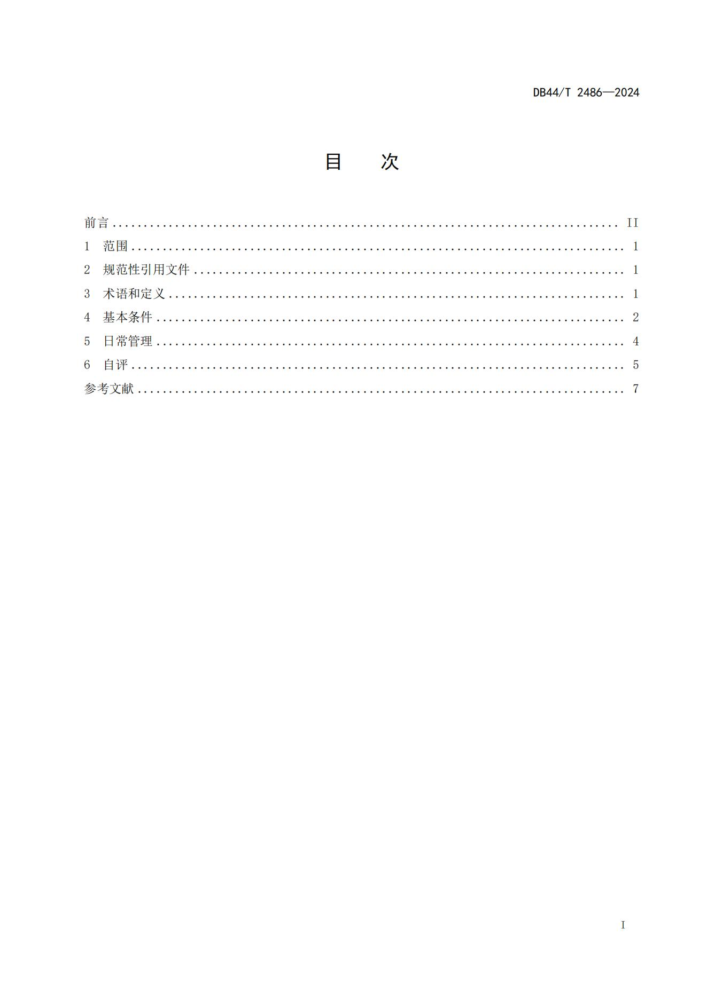 DB44/T 2486—2024
目 次
前言 ........................................ II
1 范围 ........................................ 1
2 规范性引用文件 ........................................ 1
3 术语和定义 ........................................ 1
4 基本条件 ........................................ 2
5 日常管理 ........................................ 4
6 自评 ........................................ 5
参考文献 ........................................ 7
I